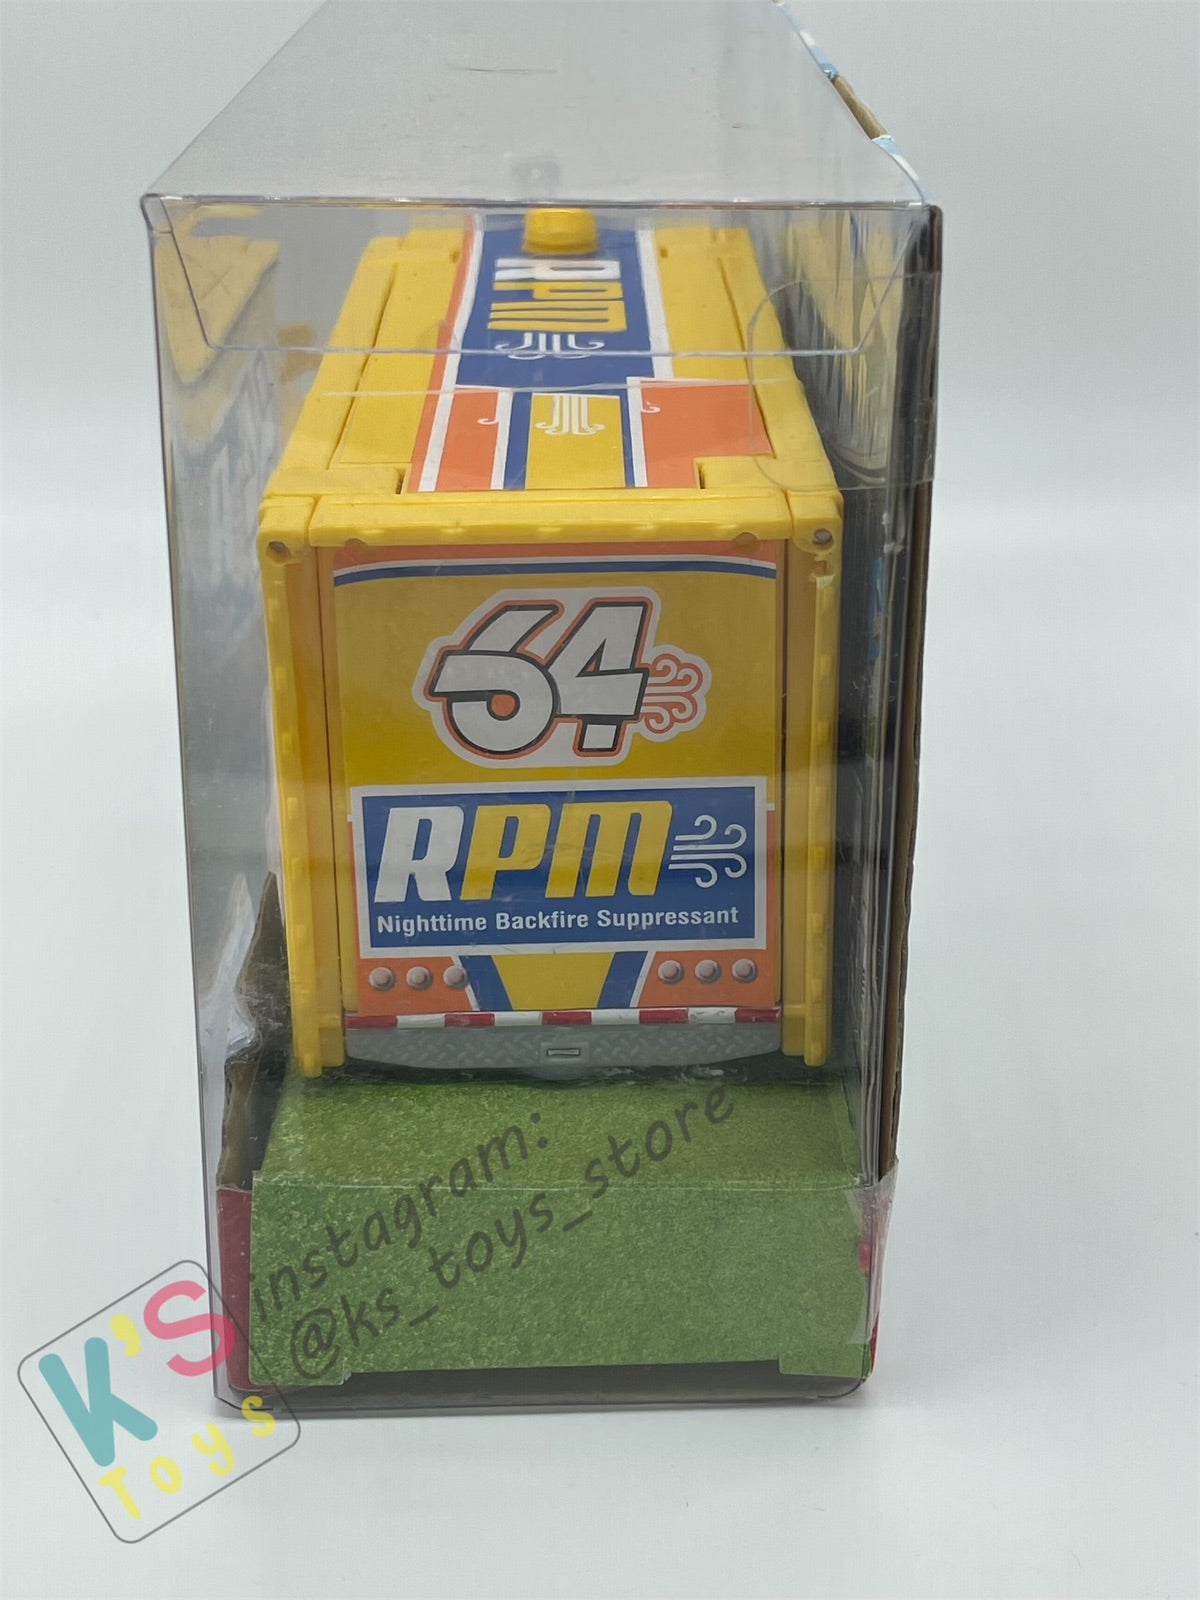 RPM
64
RPM
Nighttime Backfire Suppressant
instagram:
@ks_toys_store
K'S
Toys